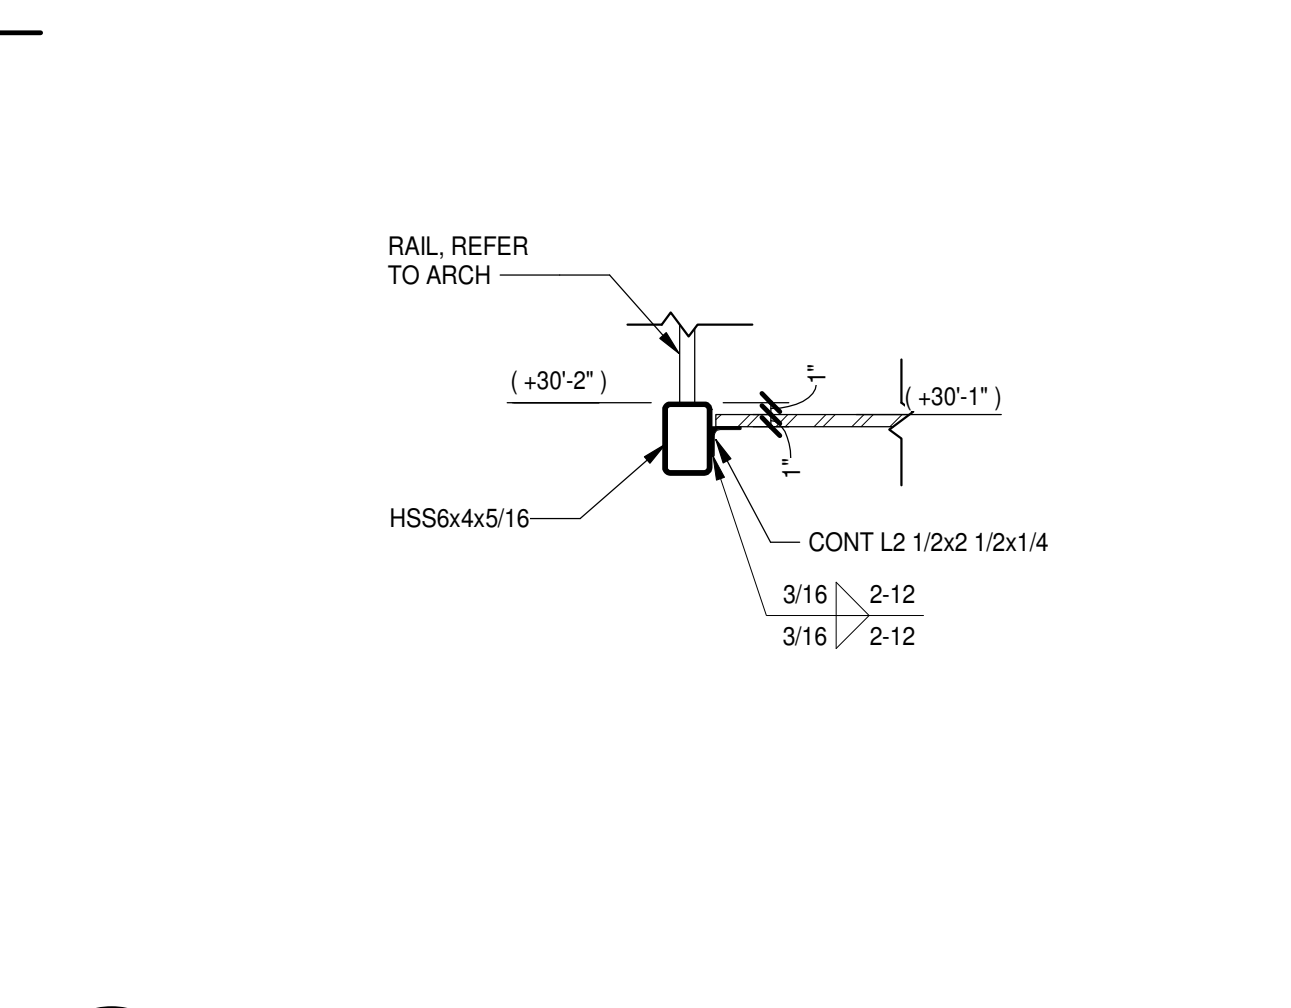 RAIL, REFER
TO ARCH
( +30'-2" )
1"
( +30'-1" )
1"
HSS6x4x5/16
CONT L2 1/2x2 1/2x1/4
3/16 2-12
3/16 2-12